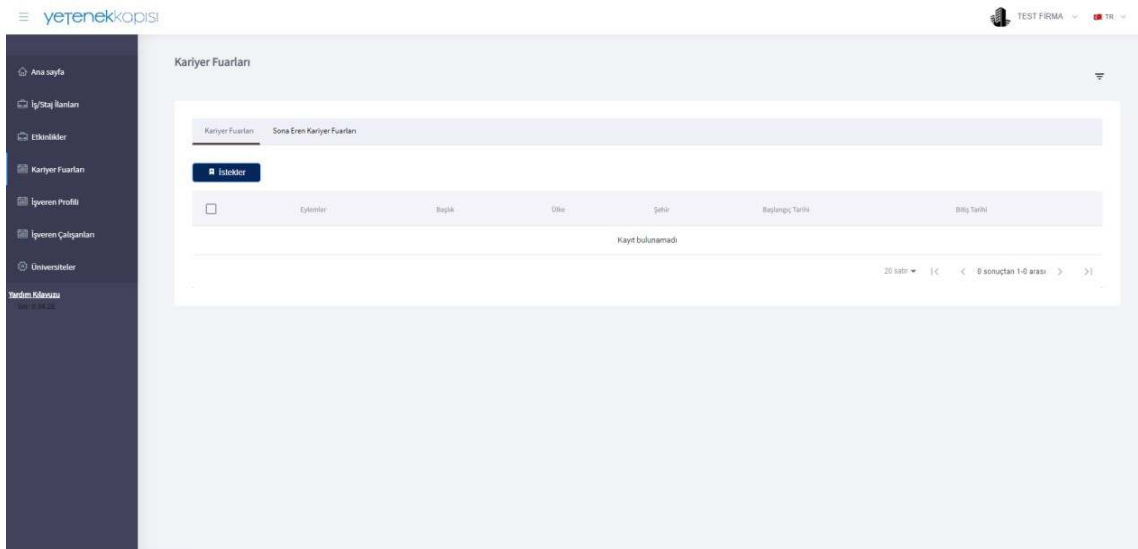 yetenekkapısı
TEST FİRMA
TR
Ana sayfa
İş/Staj İlanları
Etkinlikler
Kariyer Fuarları
İşveren Profili
İşveren Çalışanları
Üniversiteler
Yardım Kılavuzu
Kariyer Fuarları
Kariyer Fuarları Sona Eren Kariyer Fuarları
İstekler
Eylemler Başlık Ülke Şehir Başlangıç Tarihi Bitiş Tarihi
Kayıt bulunamadı
20 satır 0 sonuçtan 1-0 arası